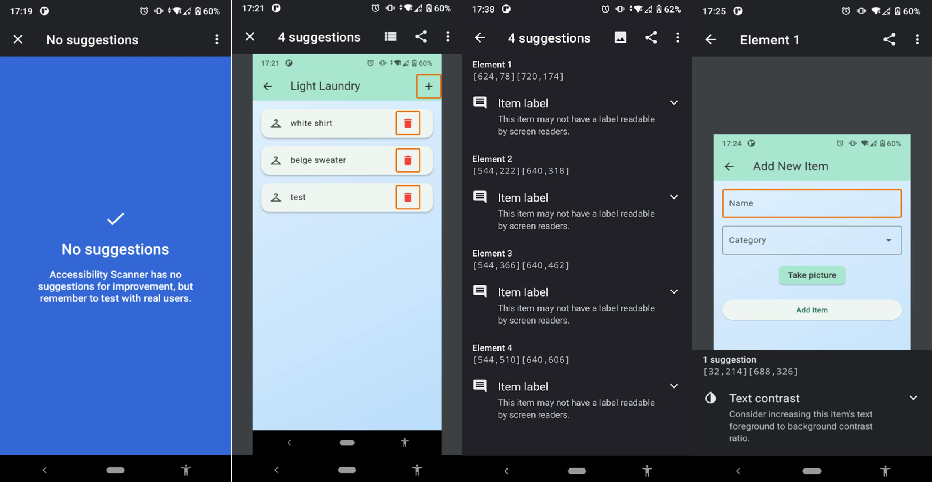 17:19
60%
No suggestions
No suggestions
Accessibility Scanner has no
suggestions for improvement, but
remember to test with real users.
17:21
60%
4 suggestions
17:21
60%
Light Laundry
white shirt
beige sweater
test
17:38
62%
4 suggestions
Element 1
[624,78][720,174]
Item label
This item may not have a label readable
by screen readers.
Element 2
[544,222][640,318]
Item label
This item may not have a label readable
by screen readers.
Element 3
[544,366][640,462]
Item label
This item may not have a label readable
by screen readers.
Element 4
[544,510][640,606]
Item label
This item may not have a label readable
by screen readers.
17:25
60%
Element 1
17:24
60%
Add New Item
Name
Category
Take picture
Add Item
1 suggestion
[32,214][688,326]
Text contrast
Consider increasing this item's text
foreground to background contrast
ratio.